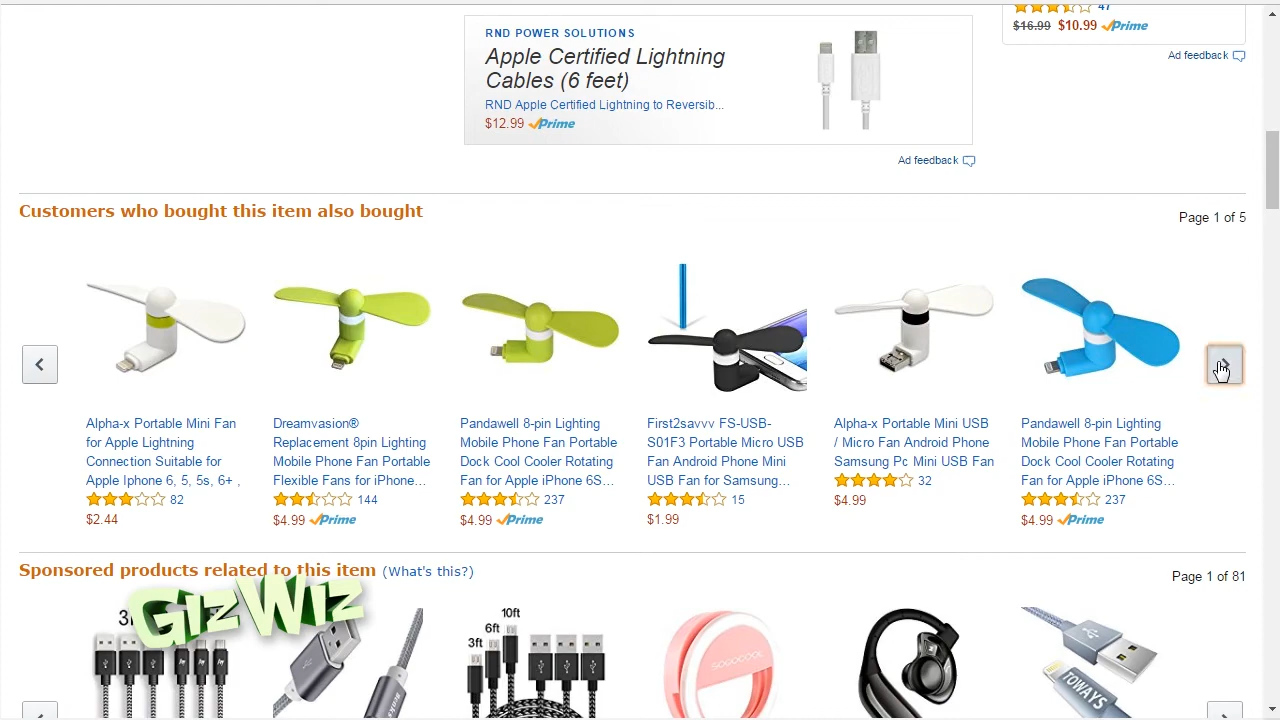 47
$16.99 $10.99 Prime
Ad feedback
RND POWER SOLUTIONS
Apple Certified Lightning
Cables (6 feet)
RND Apple Certified Lightning to Reversib...
$12.99 Prime
Ad feedback
Customers who bought this item also bought
Page 1 of 5
Alpha-x Portable Mini Fan
for Apple Lightning
Connection Suitable for
Apple Iphong 6, 5, 5s, 6+ ,
82
$2.44
Dreamvasion®
Replacement 8pin Lighting
Mobile Phone Fan Portable
Flexible Fans for iPhone...
144
$4.99 Prime
Pandawell 8-pin Lighting
Mobile Phone Fan Portable
Dock Cool Cooler Rotating
Fan for Apple iPhone 6S...
237
$4.99 Prime
First2savvv FS-USB-
S01F3 Portable Micro USB
Fan Android Phone Mini
USB Fan for Samsung...
15
$1.99
Alpha-x Portable Mini USB
/ Micro Fan Android Phone
Samsung Pc Mini USB Fan
32
$4.99
Pandawell 8-pin Lighting
Mobile Phone Fan Portable
Dock Cool Cooler Rotating
Fan for Apple iPhone 6S...
237
$4.99 Prime
Sponsored products related to this item (What's this?)
Page 1 of 81
GizWiz
10ft
6ft
3ft
SOGOCOOL
TOWAYS